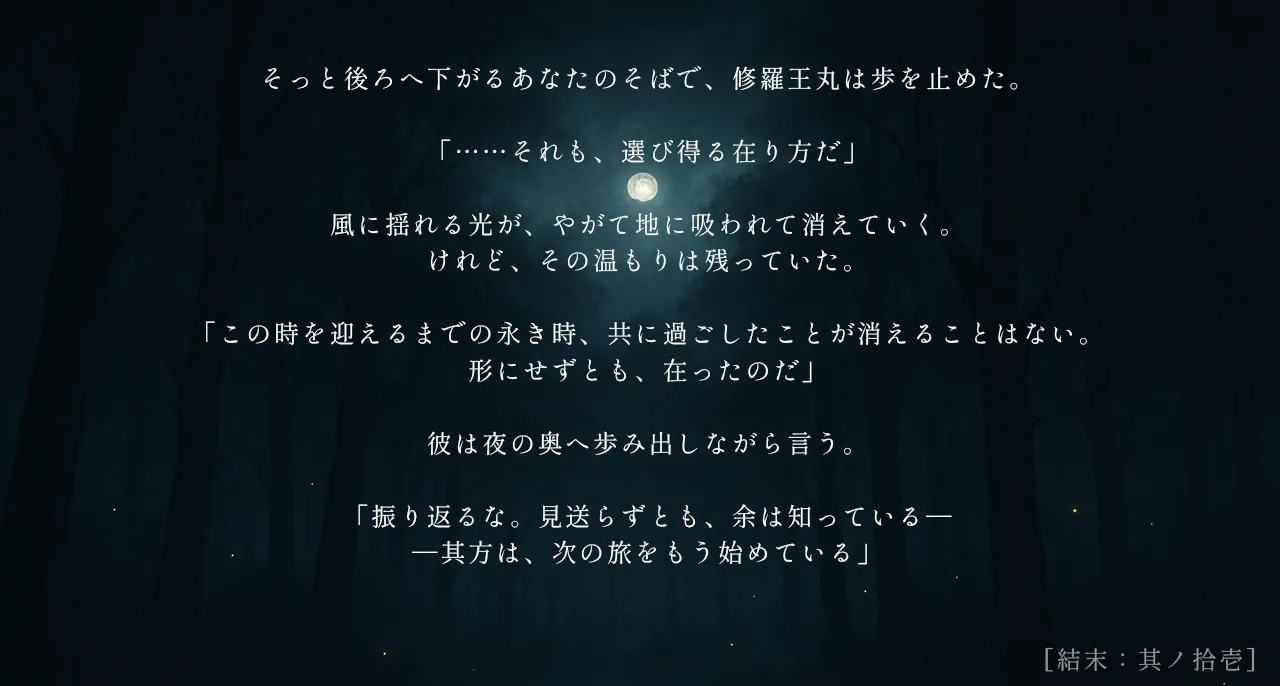 そっと後ろへ下がるあなたのそばで、修羅王丸は歩を止めた。
「……それも、選び得る在り方だ」
風に揺れる光が、やがて地に吸われて消えていく。
けれど、その温もりは残っていた。
「この時を迎えるまでの永き時、共に過ごしたことが消えることはない。
形にせずとも、在ったのだ」
彼は夜の奥へ歩み出しながら言う。
「振り返るな。見送らずとも、余は知っている―
―其方は、次の旅をもう始めている」
[結末：其ノ拾壱]